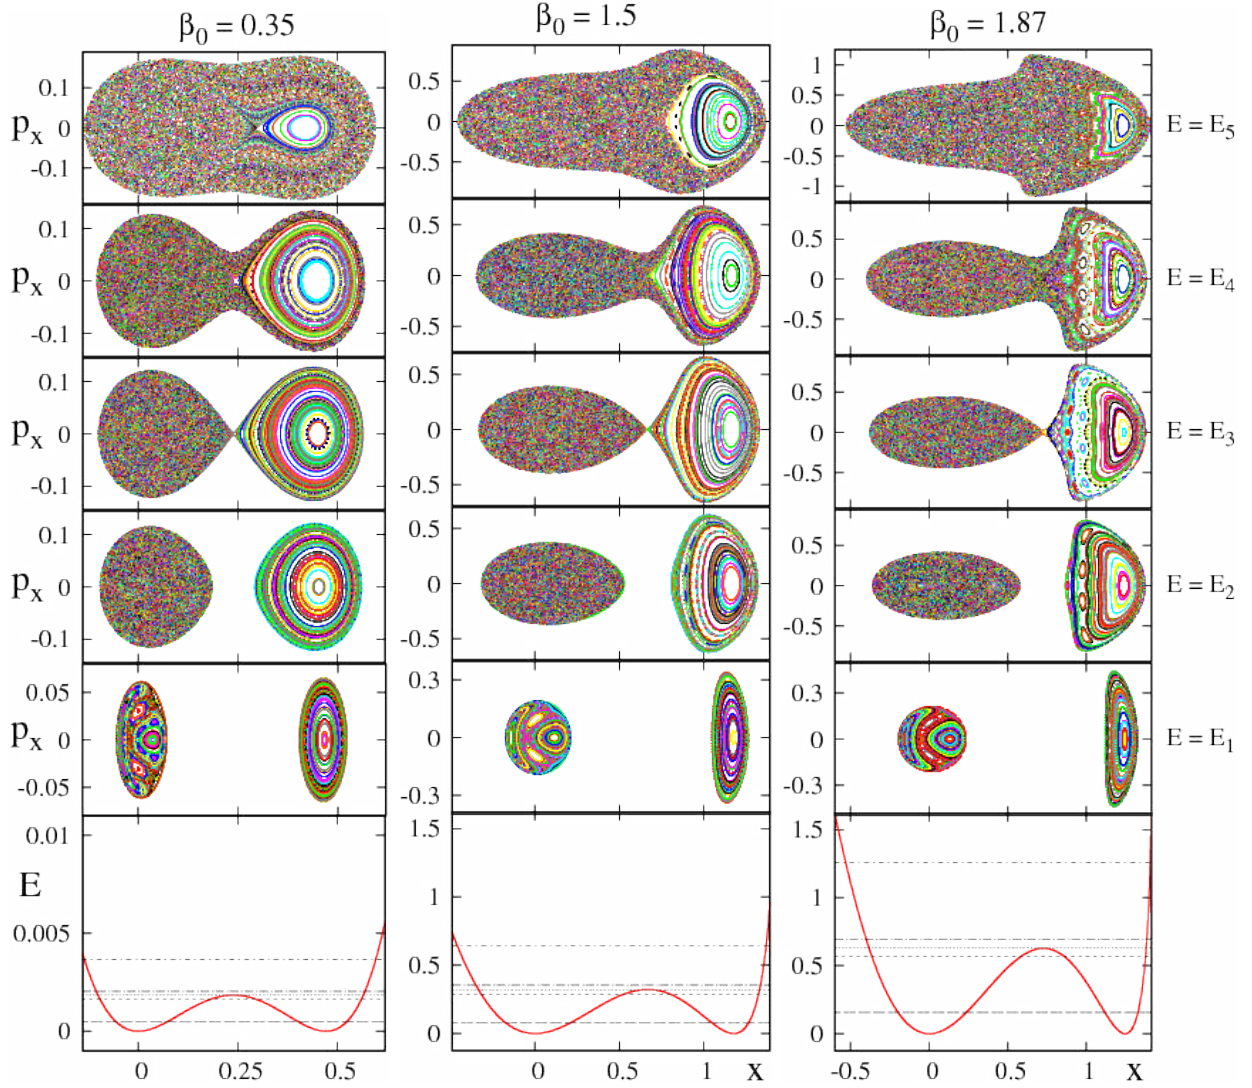 β₀ = 0.35 β₀ = 1.5 β₀ = 1.87
0.1 0.5 1
pₓ 0 0 0.5 E = E₅
-0.1 -0.5 0
-0.5
-1
0.1 0.5 0.5
pₓ 0 0 0 E = E₄
-0.1 -0.5 -0.5
0.1 0.5 0.5
pₓ 0 0 0 E = E₃
-0.1 -0.5 -0.5
0.1 0.5 0.5
pₓ 0 0 0 E = E₂
-0.1 -0.5 -0.5
0.05 0.3 0.3
pₓ 0 0 0 E = E₁
-0.05 -0.3 -0.3
0.01 1.5 1.5
E 1 1
0.005 0.5 0.5
0 0 0
0 0.25 0.5 0 0.5 1 x -0.5 0 0.5 1 x